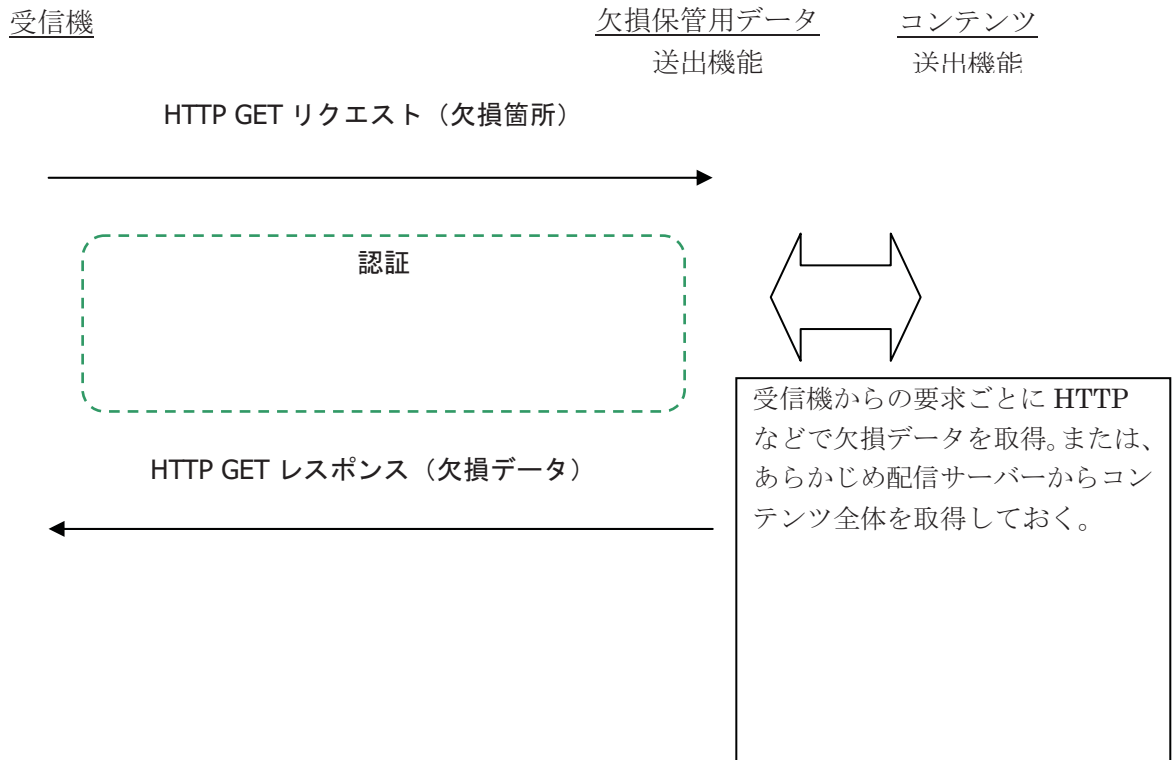 受信機
欠損保管用データ
送出機能
コンテンツ
送出機能
HTTP GET リクエスト（欠損箇所）
認証
HTTP GET レスポンス（欠損データ）
受信機からの要求ごとに HTTP
などで欠損データを取得。または、
あらかじめ配信サーバーからコン
テンツ全体を取得しておく。